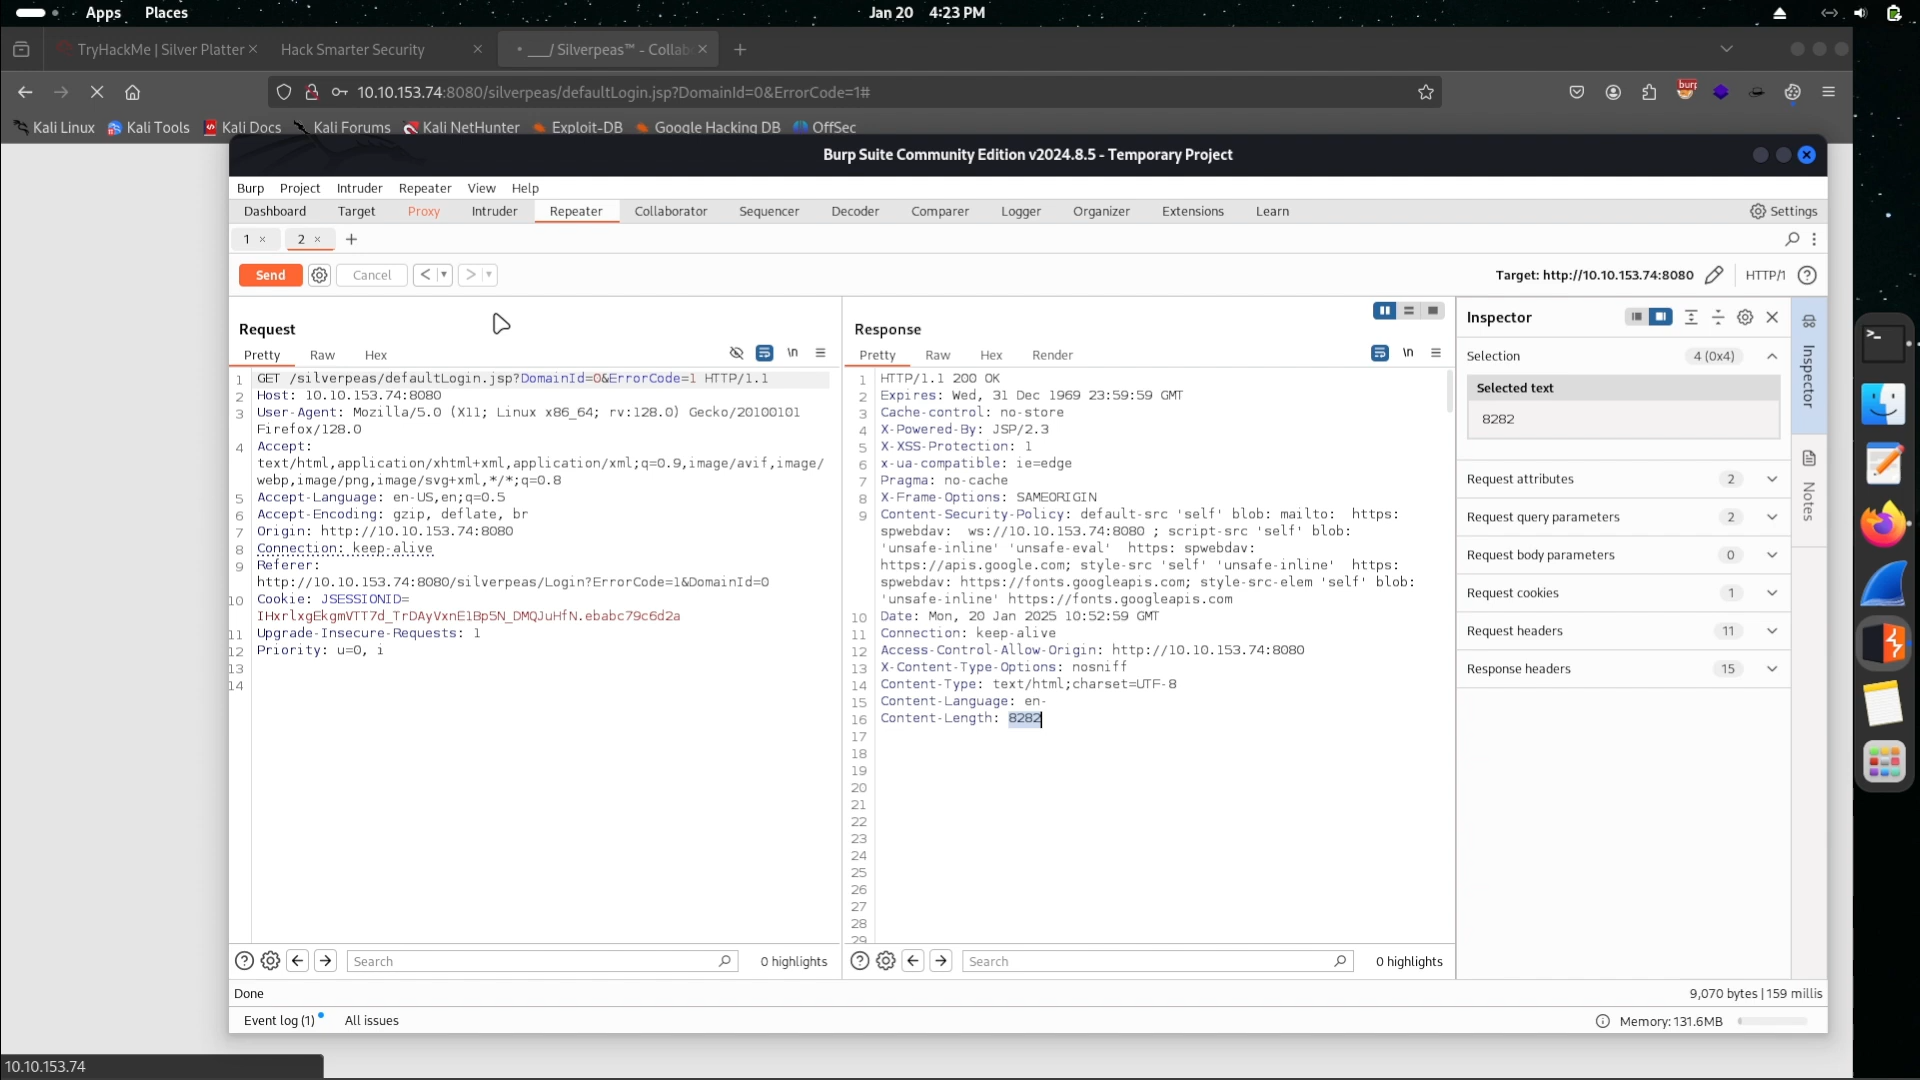 Apps Places Jan 20 4:23 PM
TryHackMe | Silver Platter Hack Smarter Security • ___/ Silverpeas™ - Collab
10.10.153.74:8080/silverpeas/defaultLogin.jsp?DomainId=0&ErrorCode=1#
Kali Linux Kali Tools Kali Docs Kali Forums Kali NetHunter Exploit-DB Google Hacking DB OffSec
Burp Suite Community Edition v2024.8.5 - Temporary Project
Burp Project Intruder Repeater View Help
Dashboard Target Proxy Intruder Repeater Collaborator Sequencer Decoder Comparer Logger Organizer Extensions Learn Settings
1 × 2 × +
Send Cancel < > Target: http://10.10.153.74:8080 HTTP/1
Request
Pretty Raw Hex \n
1 GET /silverpeas/defaultLogin.jsp?DomainId=0&ErrorCode=1 HTTP/1.1
2 Host: 10.10.153.74:8080
3 User-Agent: Mozilla/5.0 (X11; Linux x86_64; rv:128.0) Gecko/20100101
Firefox/128.0
4 Accept:
text/html,application/xhtml+xml,application/xml;q=0.9,image/avif,image/
webp,image/png,image/svg+xml,*/*;q=0.8
5 Accept-Language: en-US,en;q=0.5
6 Accept-Encoding: gzip, deflate, br
7 Origin: http://10.10.153.74:8080
8 Connection: keep-alive
9 Referer:
http://10.10.153.74:8080/silverpeas/Login?ErrorCode=1&DomainId=0
10 Cookie: JSESSIONID=
IHxrlxgEkgmVTT7d_TrDAyVxnElBp5N_DMQJuHfN.ebabc79c6d2a
11 Upgrade-Insecure-Requests: 1
12 Priority: u=0, i
13
14
Search 0 highlights
Response
Pretty Raw Hex Render \n
1 HTTP/1.1 200 OK
2 Expires: Wed, 31 Dec 1969 23:59:59 GMT
3 Cache-control: no-store
4 X-Powered-By: JSP/2.3
5 X-XSS-Protection: 1
6 x-ua-compatible: ie=edge
7 Pragma: no-cache
8 X-Frame-Options: SAMEORIGIN
9 Content-Security-Policy: default-src 'self' blob: mailto: https:
spwebdav: ws://10.10.153.74:8080 ; script-src 'self' blob:
'unsafe-inline' 'unsafe-eval' https: spwebdav:
https://apis.google.com; style-src 'self' 'unsafe-inline' https:
spwebdav: https://fonts.googleapis.com; style-src-elem 'self' blob:
'unsafe-inline' https://fonts.googleapis.com
10 Date: Mon, 20 Jan 2025 10:52:59 GMT
11 Connection: keep-alive
12 Access-Control-Allow-Origin: http://10.10.153.74:8080
13 X-Content-Type-Options: nosniff
14 Content-Type: text/html;charset=UTF-8
15 Content-Language: en-
16 Content-Length: 8282
17
18
19
20
21
22
23
24
25
26
27
28
29
Search 0 highlights
Inspector
Selection 4 (0x4)
Selected text
8282
Request attributes 2
Request query parameters 2
Request body parameters 0
Request cookies 1
Request headers 11
Response headers 15
Inspector
Notes
Done 9,070 bytes | 159 millis
Event log (1) All issues Memory: 131.6MB
10.10.153.74